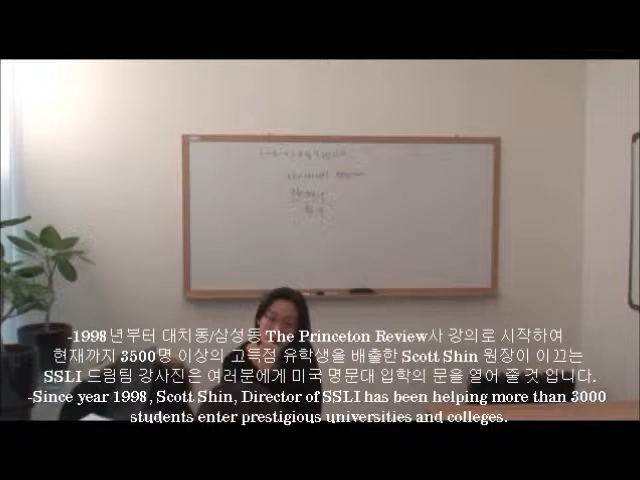 -1998년부터 대치동/삼성동 The Princeton Review사 강의로 시작하여
현재까지 3500명 이상의 고득점 유학생을 배출한 Scott Shin 원장이 이끄는
SSLI 드림팀 강사진은 여러분에게 미국 명문대 입학의 문을 열어 줄 것 입니다.
-Since year 1998, Scott Shin, Director of SSLI has been helping more than 3000
students enter prestigious universities and colleges.